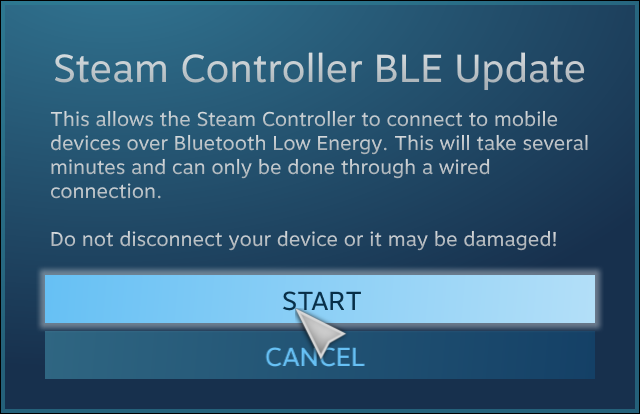 Steam Controller BLE Update
This allows the Steam Controller to connect to mobile
devices over Bluetooth Low Energy. This will take several
minutes and can only be done through a wired
connection.
Do not disconnect your device or it may be damaged!
START
CANCEL